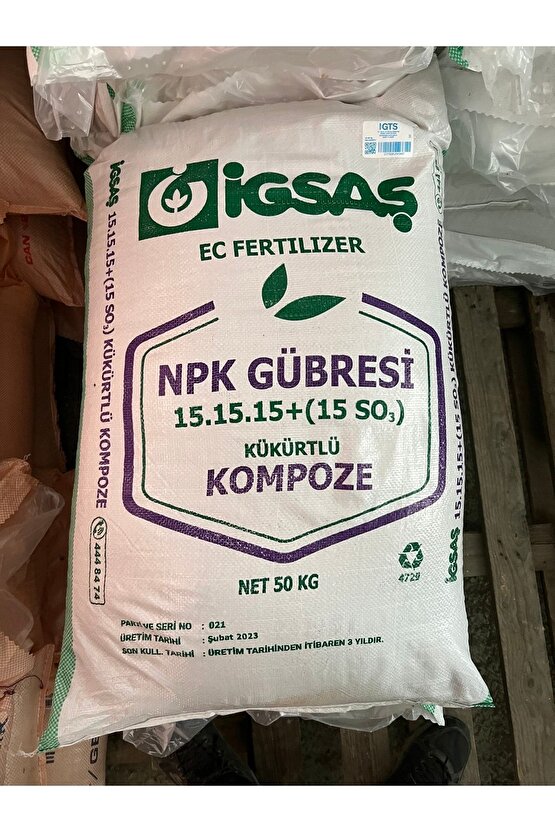 İGTS
İGSAŞ
EC FERTILIZER
NPK GÜBRESİ
15.15.15+(15 SO₃)
KÜKÜRTLÜ
KOMPOZE
NET 50 KG
4729
PARTİ VE SERİ NO : 021
ÜRETİM TARİHİ : Şubat 2023
SON KULL. TARİHİ : ÜRETİM TARİHİNDEN İTİBAREN 3 YILDIR.
İGSAŞ 15.15.15+(15 SO₃) KÜKÜRTLÜ KOMPOZE
444 84 74
İGSAŞ 15.15.15+(15 SO₃) KÜKÜRTLÜ KOMPOZE
CAN